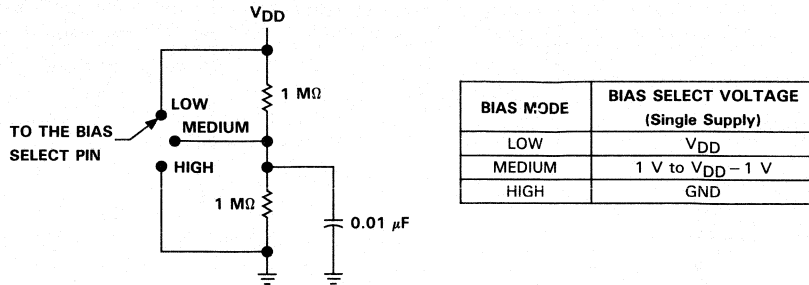 VDD
1 MΩ
LOW
MEDIUM
TO THE BIAS
SELECT PIN
HIGH
1 MΩ
0.01 μF
BIAS MODE
BIAS SELECT VOLTAGE
(Single Supply)
LOW
VDD
MEDIUM
1 V to VDD – 1 V
HIGH
GND